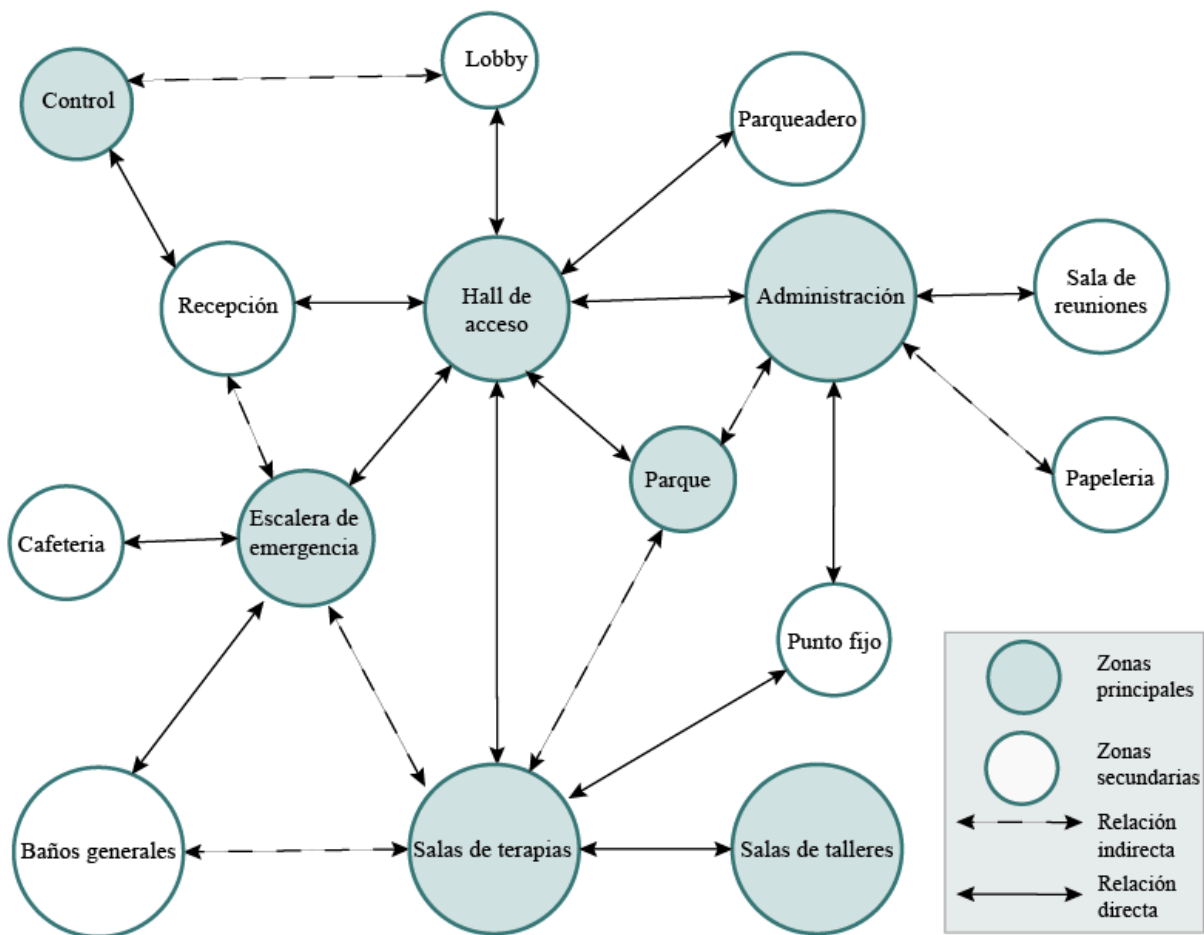 Lobby
Control
Parqueadero
Recepción
Hall de
acceso
Administración
Sala de
reuniones
Parque
Papeleria
Cafeteria
Escalera de
emergencia
Punto fijo
Baños generales
Salas de terapias
Salas de talleres
Zonas
principales
Zonas
secundarias
Relación
indirecta
Relación
directa